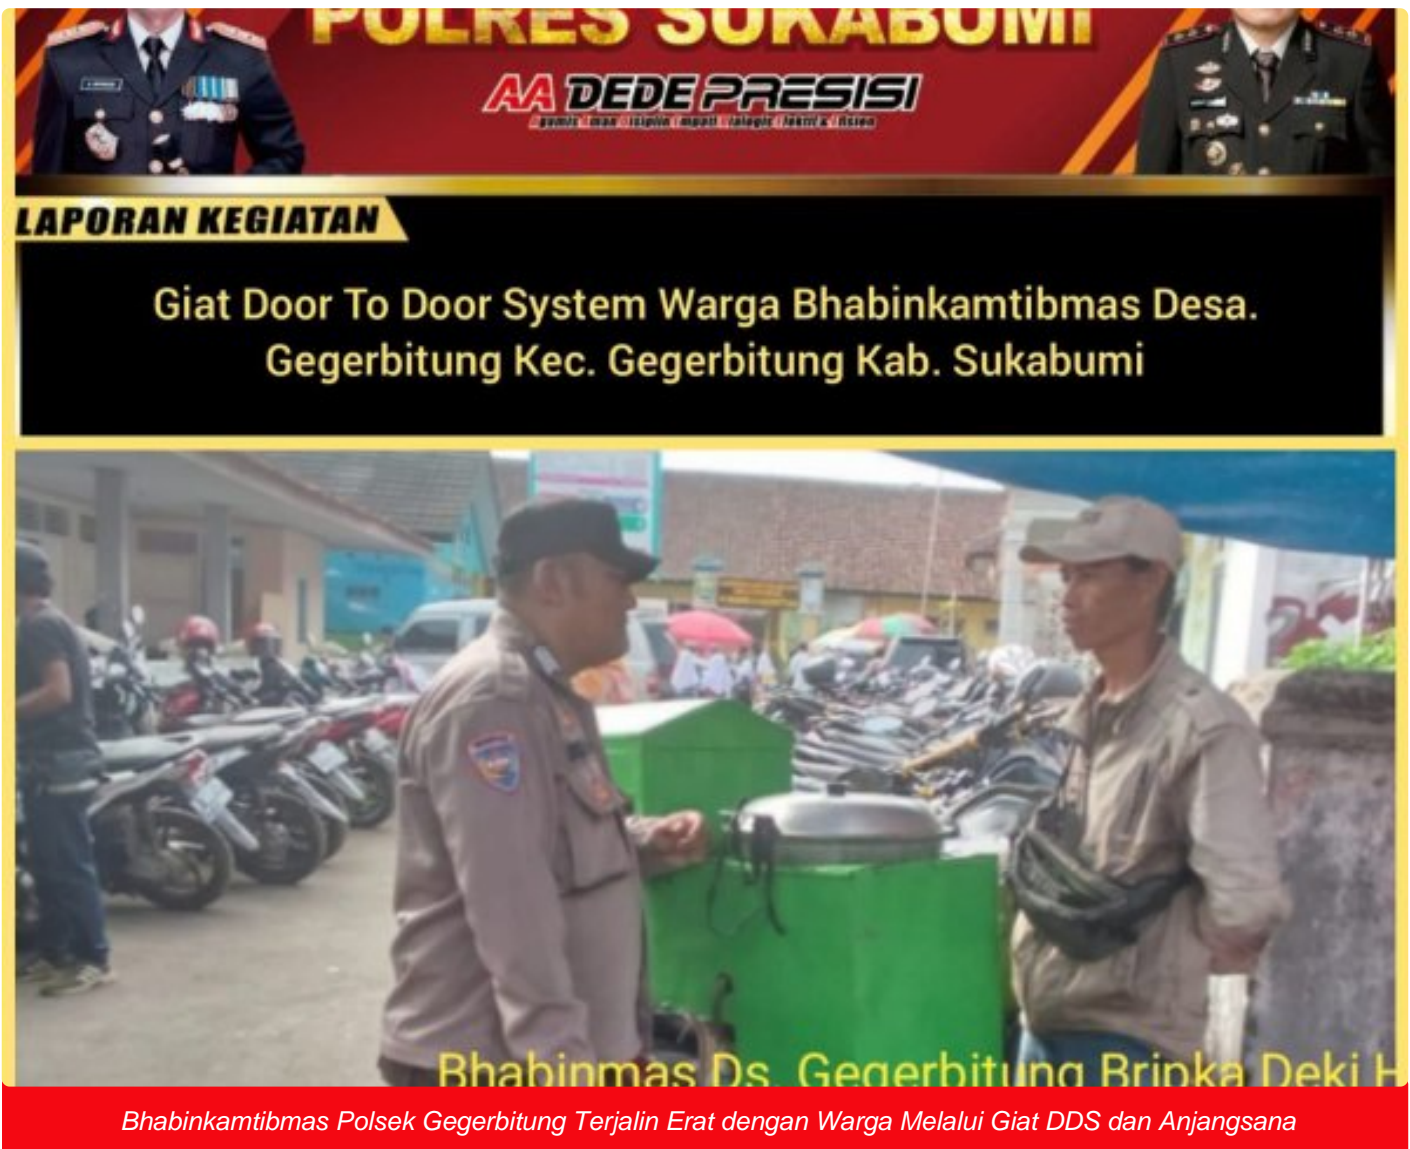 POLRES SUKABUMI
AA DEDE PRESISI
LAPORAN KEGIATAN
Giat Door To Door System Warga Bhabinkamtibmas Desa.
Gegerbitung Kec. Gegerbitung Kab. Sukabumi
Bhabinmas Ds. Gegerbitung Bripka Deki H
Bhabinkamtibmas Polsek Gegerbitung Terjalin Erat dengan Warga Melalui Giat DDS dan Anjangsana